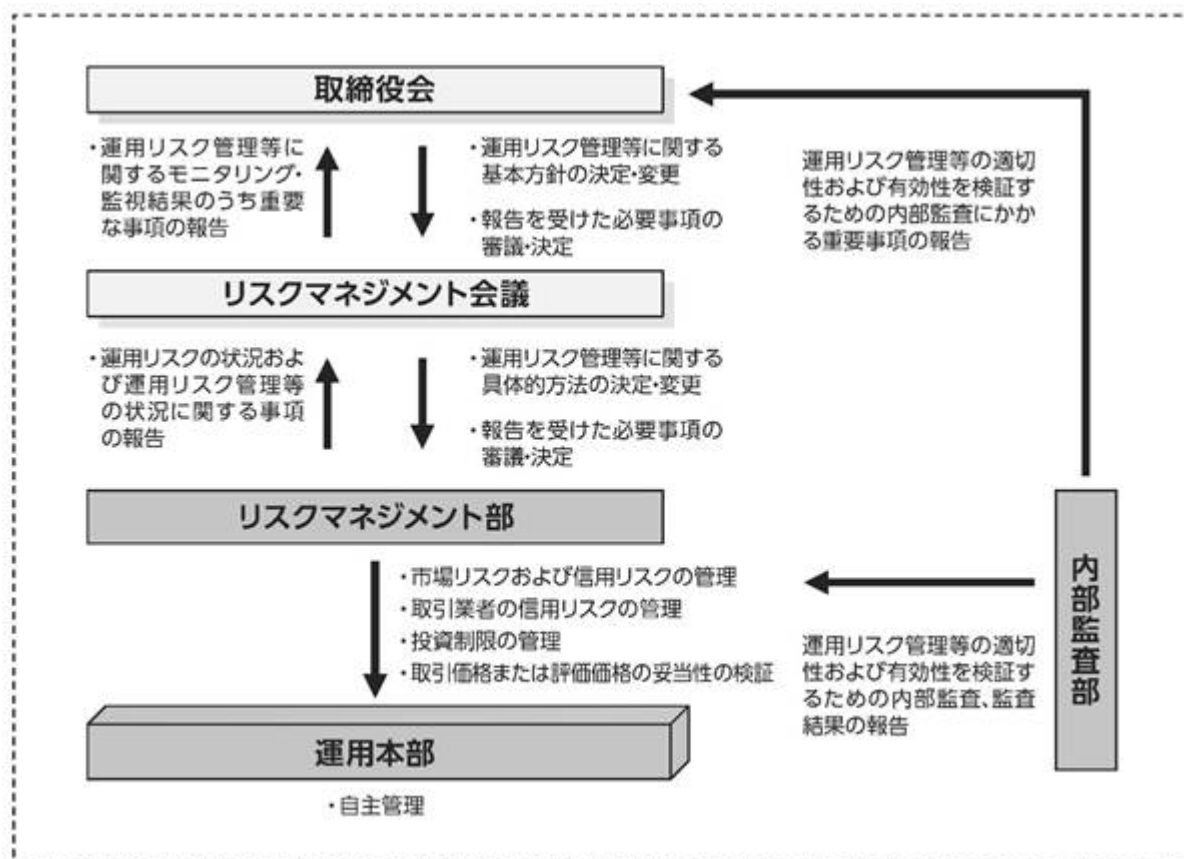 取締役会
・運用リスク管理等に
関するモニタリング・
監視結果のうち重要
な事項の報告
・運用リスク管理等に関する
基本方針の決定・変更
・報告を受けた必要事項の
審議・決定
運用リスク管理等の適切
性および有効性を検証す
るための内部監査にかか
る重要事項の報告
リスクマネジメント会議
・運用リスクの状況およ
び運用リスク管理等
の状況に関する事項
の報告
・運用リスク管理等に関する
具体的方法の決定・変更
・報告を受けた必要事項の
審議・決定
リスクマネジメント部
・市場リスクおよび信用リスクの管理
・取引業者の信用リスクの管理
・投資制限の管理
・取引価格または評価価格の妥当性の検証
内部監査部
運用リスク管理等の適切
性および有効性を検証す
るための内部監査、監査
結果の報告
運用本部
・自主管理